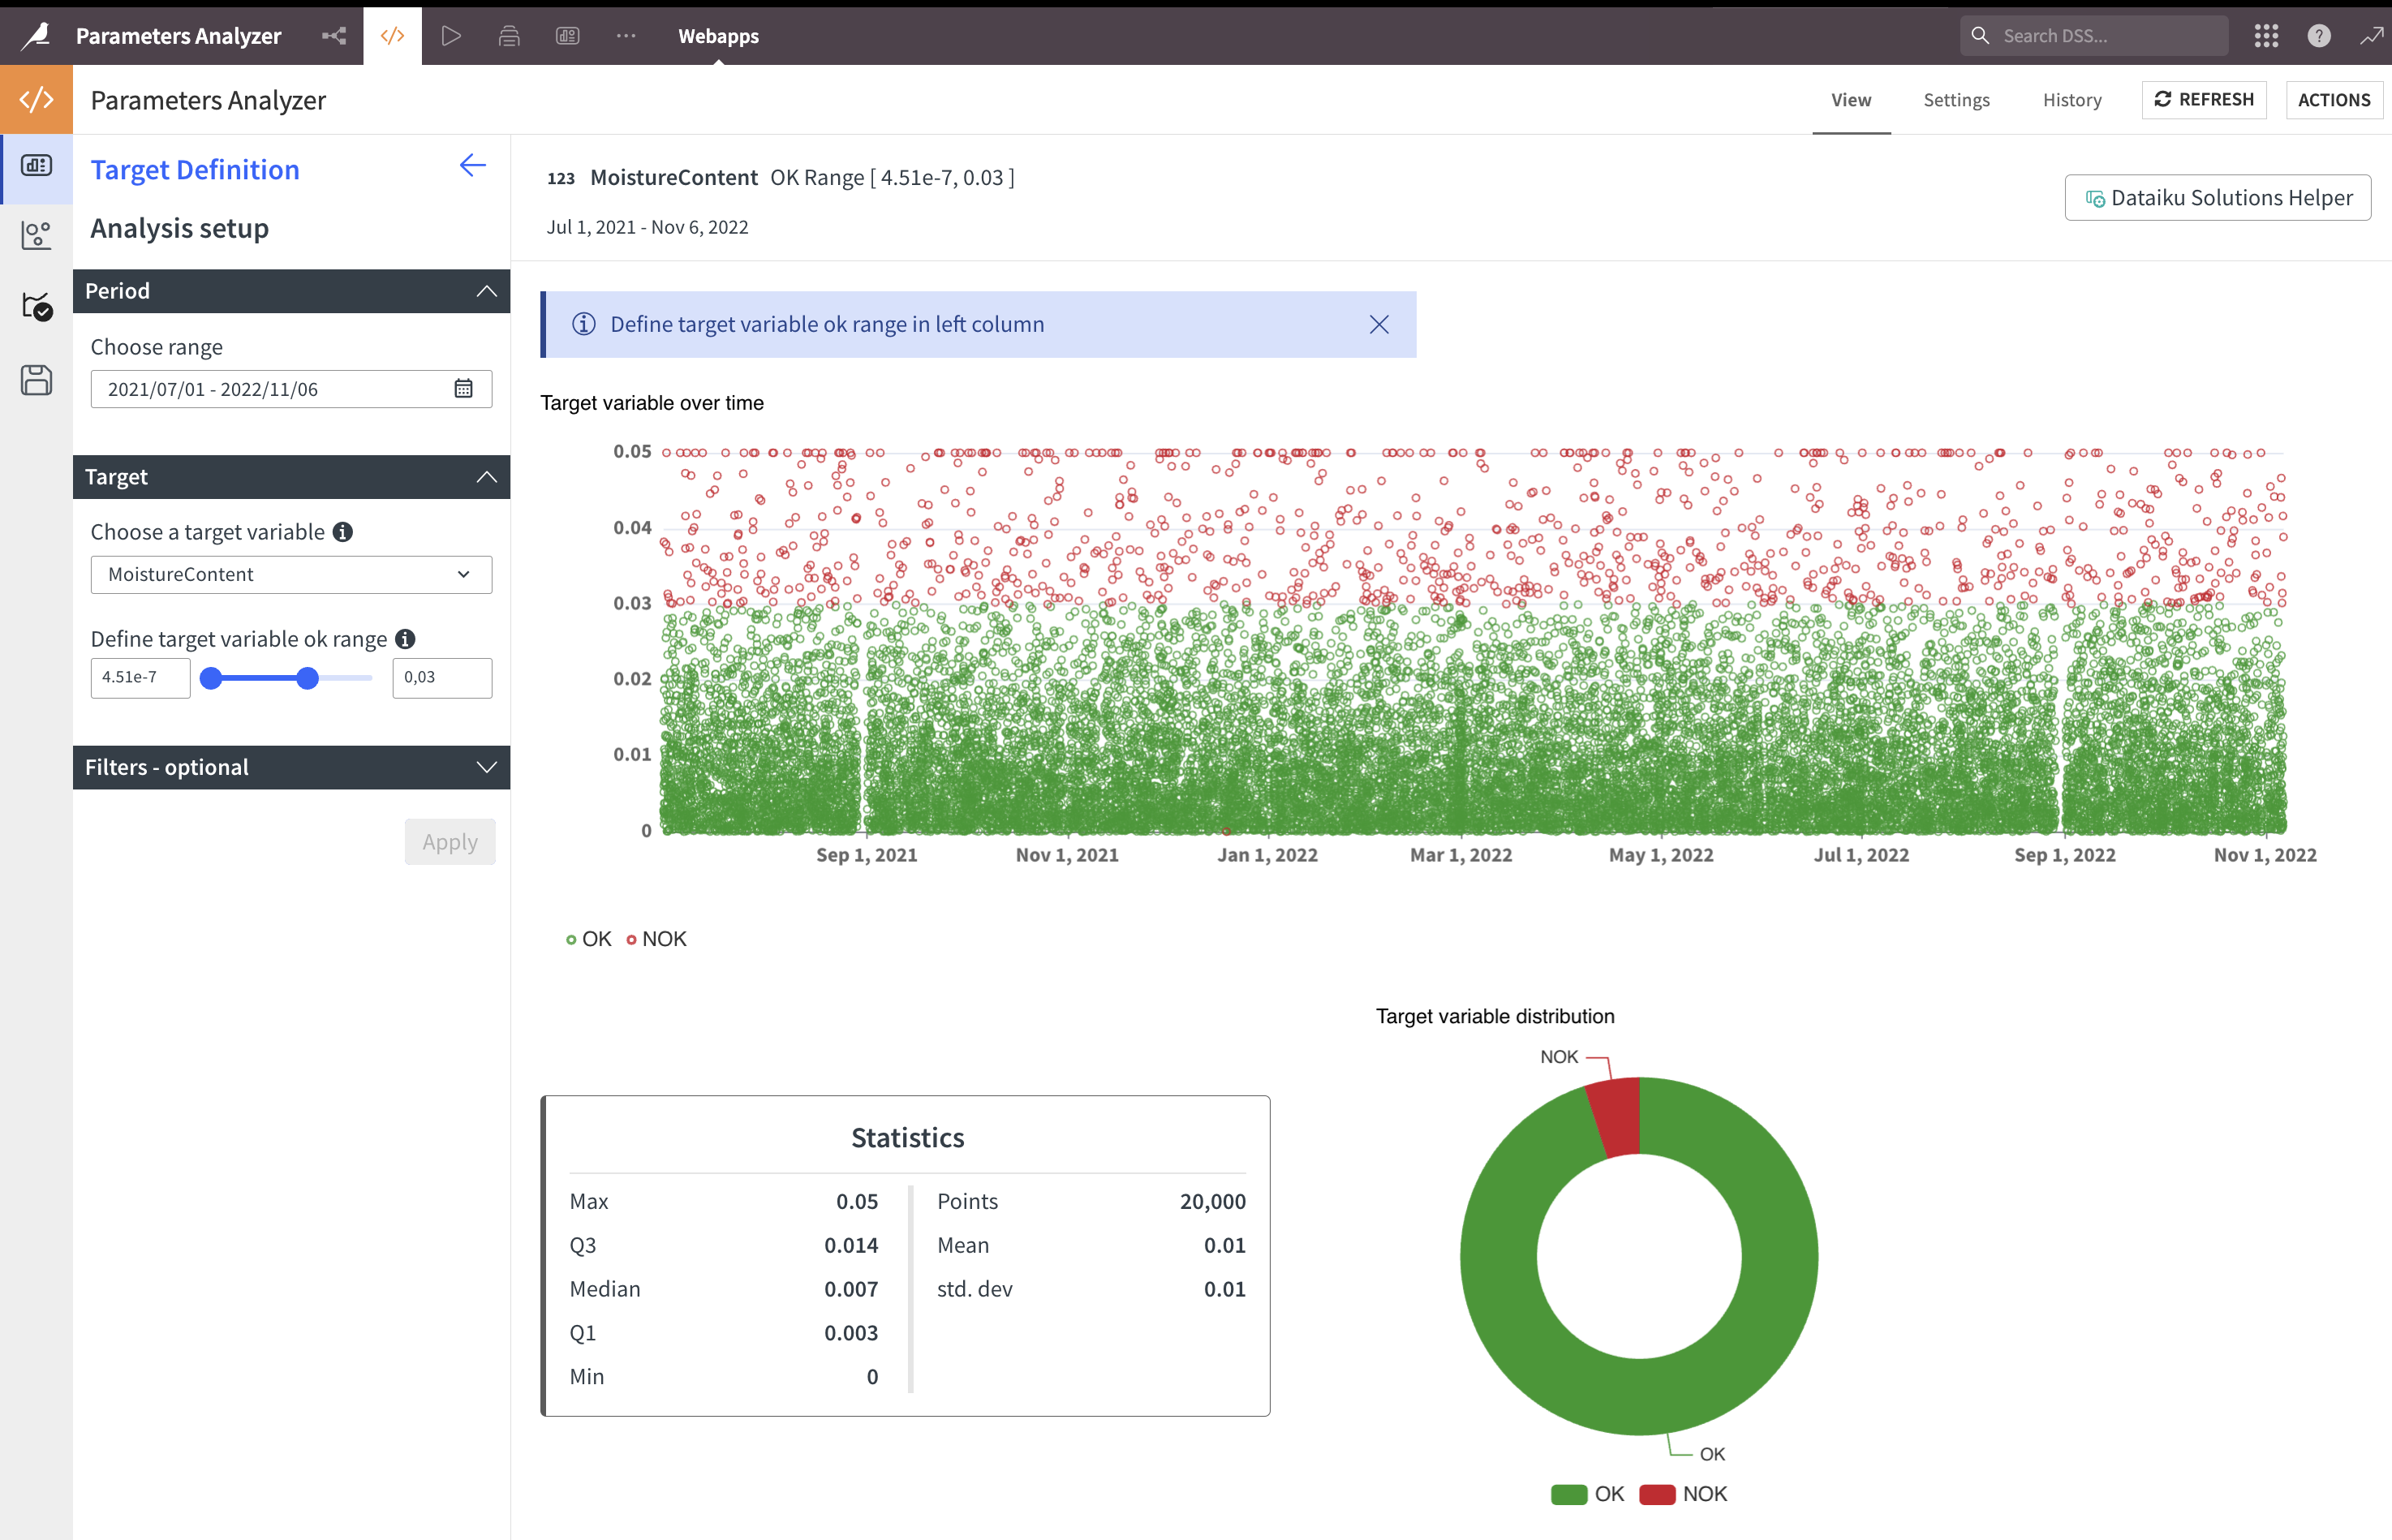 Parameters Analyzer
Webapps
Search DSS...
Parameters Analyzer
View
Settings
History
REFRESH
ACTIONS
Target Definition
Analysis setup
Period
Choose range
2021/07/01 - 2022/11/06
Target
Choose a target variable
MoistureContent
Define target variable ok range
4.51e-7
0,03
Filters - optional
Apply
123 MoistureContent OK Range [ 4.51e-7, 0.03 ]
Jul 1, 2021 - Nov 6, 2022
Dataiku Solutions Helper
Define target variable ok range in left column
Target variable over time
0.05
0.04
0.03
0.02
0.01
0
Sep 1, 2021 Nov 1, 2021 Jan 1, 2022 Mar 1, 2022 May 1, 2022 Jul 1, 2022 Sep 1, 2022 Nov 1, 2022
OK NOK
Statistics
Max 0.05 Points 20,000
Q3 0.014 Mean 0.01
Median 0.007 std. dev 0.01
Q1 0.003
Min 0
Target variable distribution
NOK
OK
OK NOK